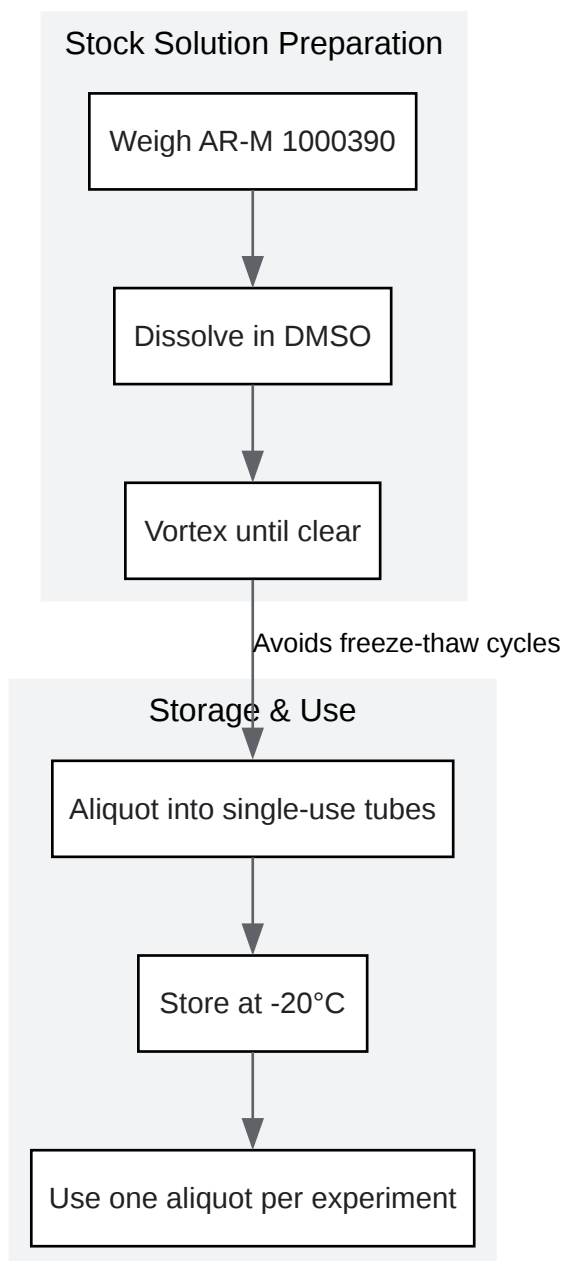 Stock Solution Preparation
Weigh AR-M 1000390
Dissolve in DMSO
Vortex until clear
Avoids freeze-thaw cycles
Storage & Use
Aliquot into single-use tubes
Store at -20°C
Use one aliquot per experiment